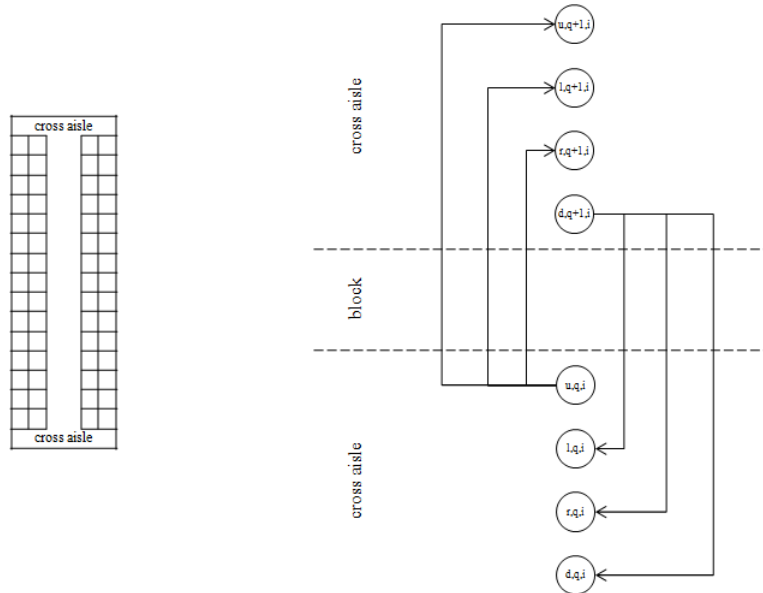 cross aisle
cross aisle
cross aisle
block
cross aisle
u,q+1,i
l,q+1,i
r,q+1,i
d,q+1,i
u,q,i
l,q,i
r,q,i
d,q,i